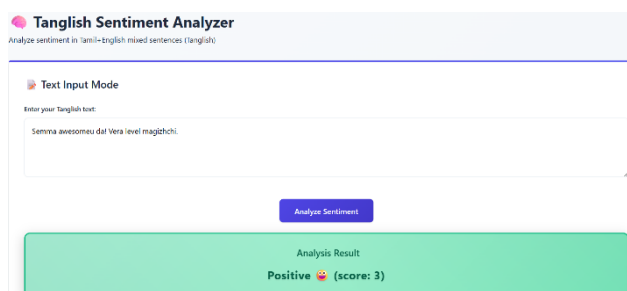 🧠 Tanglish Sentiment Analyzer
Analyze sentiment in Tamil+English mixed sentences (Tanglish)
📝 Text Input Mode
Enter your Tanglish text:
Semma awesomeu da! Vera level magizhchi.
Analyze Sentiment
Analysis Result
Positive 😀 (score: 3)